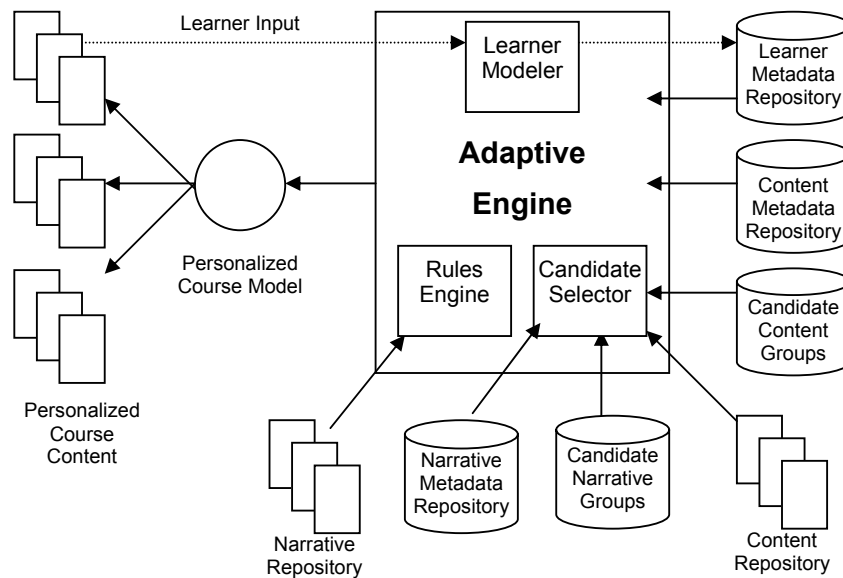 Learner Input
Learner
Modeler
Learner
Metadata
Repository
Adaptive
Engine
Content
Metadata
Repository
Personalized
Course Model
Rules
Engine
Candidate
Selector
Candidate
Content
Groups
Personalized
Course
Content
Narrative
Metadata
Repository
Candidate
Narrative
Groups
Narrative
Repository
Content
Repository